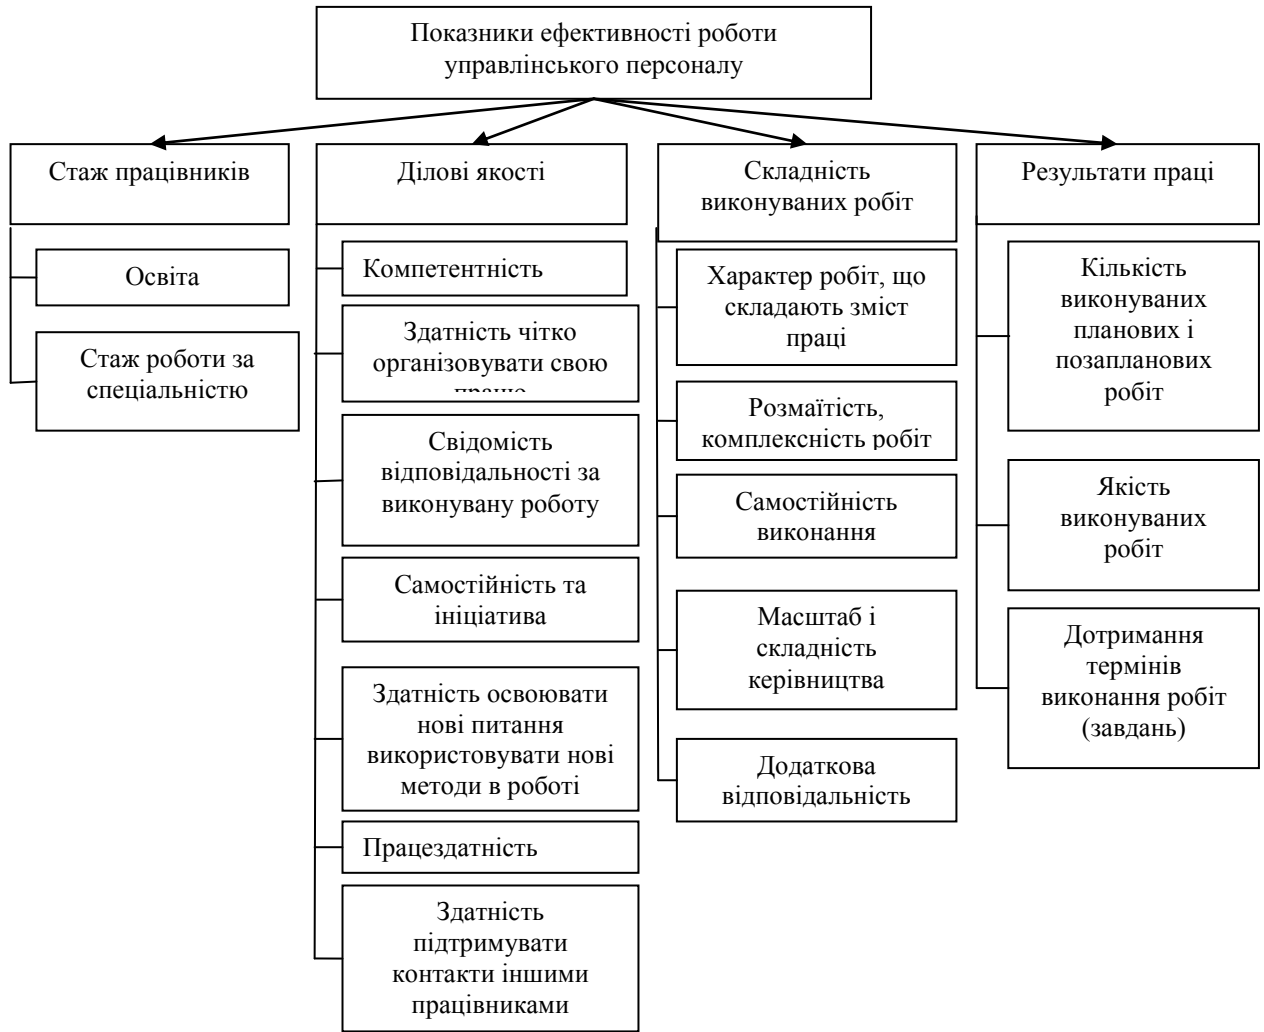 Показники ефективності роботи
управлінського персоналу
Стаж працівників
Освіта
Стаж роботи за
спеціальністю
Ділові якості
Компетентність
Здатність чітко
організовувати свою
працю
Свідомість
відповідальності за
виконувану роботу
Самостійність та
ініціатива
Здатність освоювати
нові питання
використовувати нові
методи в роботі
Працездатність
Здатність
підтримувати
контакти іншими
працівниками
Складність
виконуваних робіт
Характер робіт, що
складають зміст
праці
Розмаїтість,
комплексність робіт
Самостійність
виконання
Масштаб і
складність
керівництва
Додаткова
відповідальність
Результати праці
Кількість
виконуваних
планових і
позапланових
робіт
Якість
виконуваних
робіт
Дотримання
термінів
виконання робіт
(завдань)